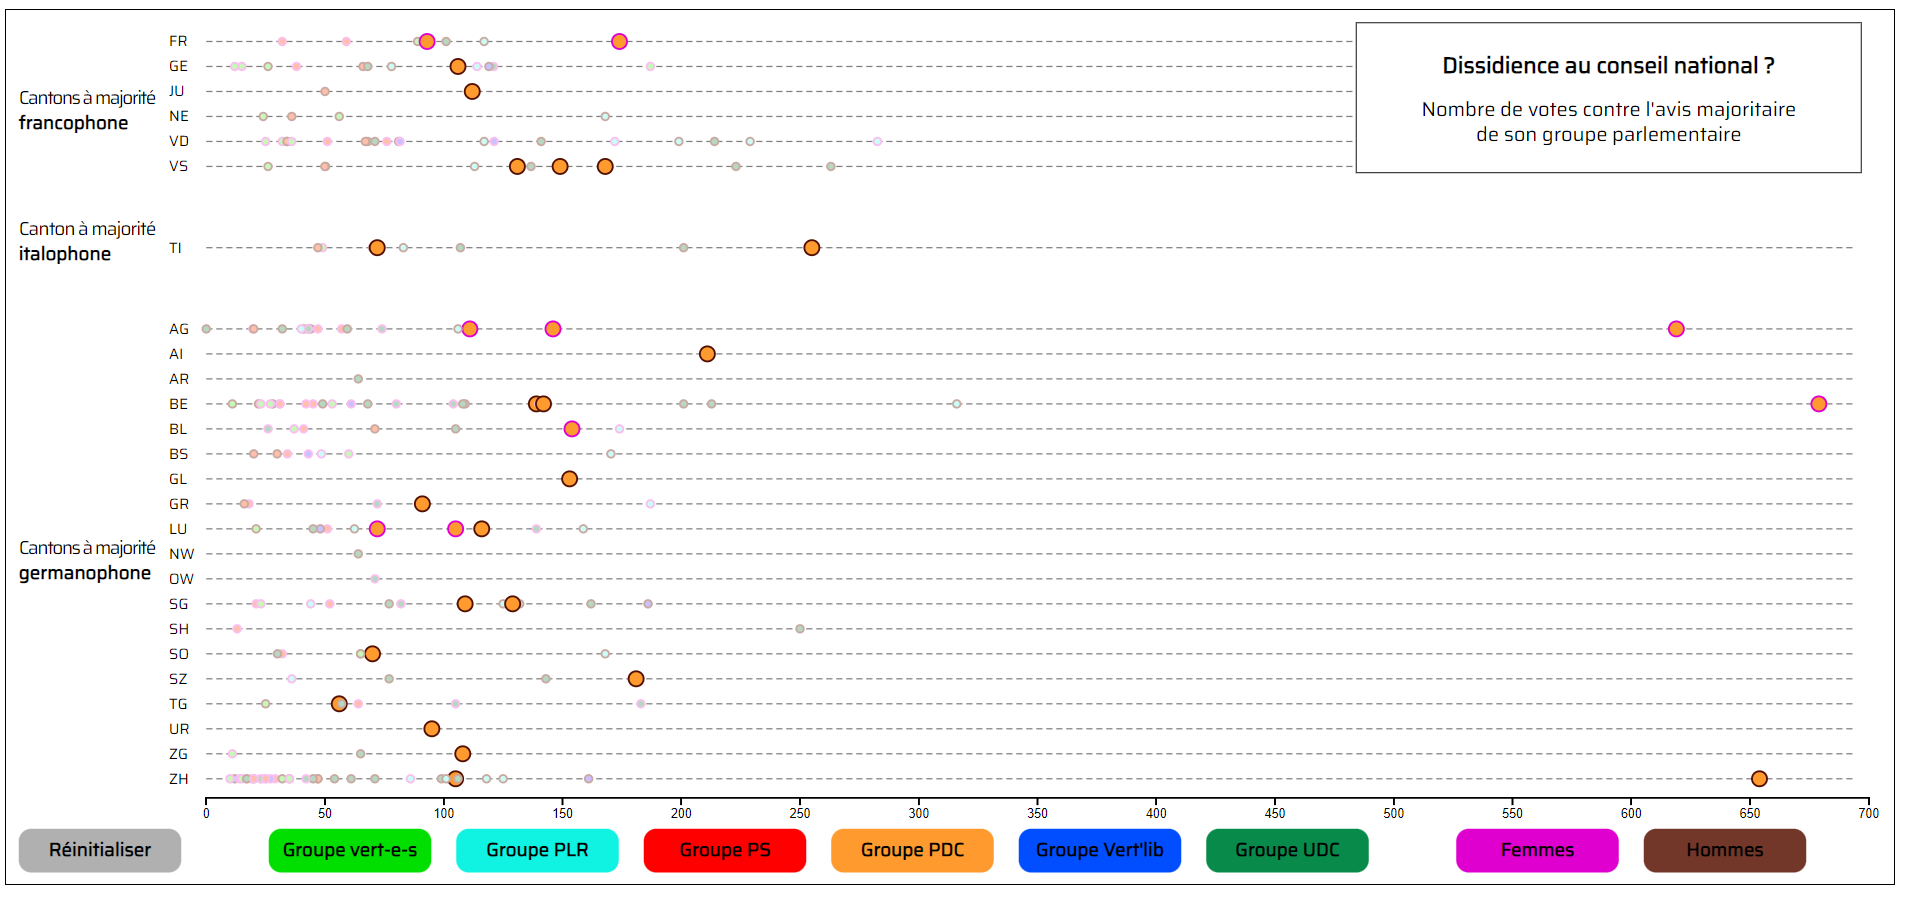 Dissidience au conseil national ?
Nombre de votes contre l'avis majoritaire
de son groupe parlementaire
Cantons à majorité
francophone
FR
GE
JU
NE
VD
VS
Canton à majorité
italophone
TI
Cantons à majorité
germanophone
AG
AI
AR
BE
BL
BS
GL
GR
LU
NW
OW
SG
SH
SO
SZ
TG
UR
ZG
ZH
0 50 100 150 200 250 300 350 400 450 500 550 600 650 700
Réinitialiser Groupe vert-e-s Groupe PLR Groupe PS Groupe PDC Groupe Vert'lib Groupe UDC Femmes Hommes